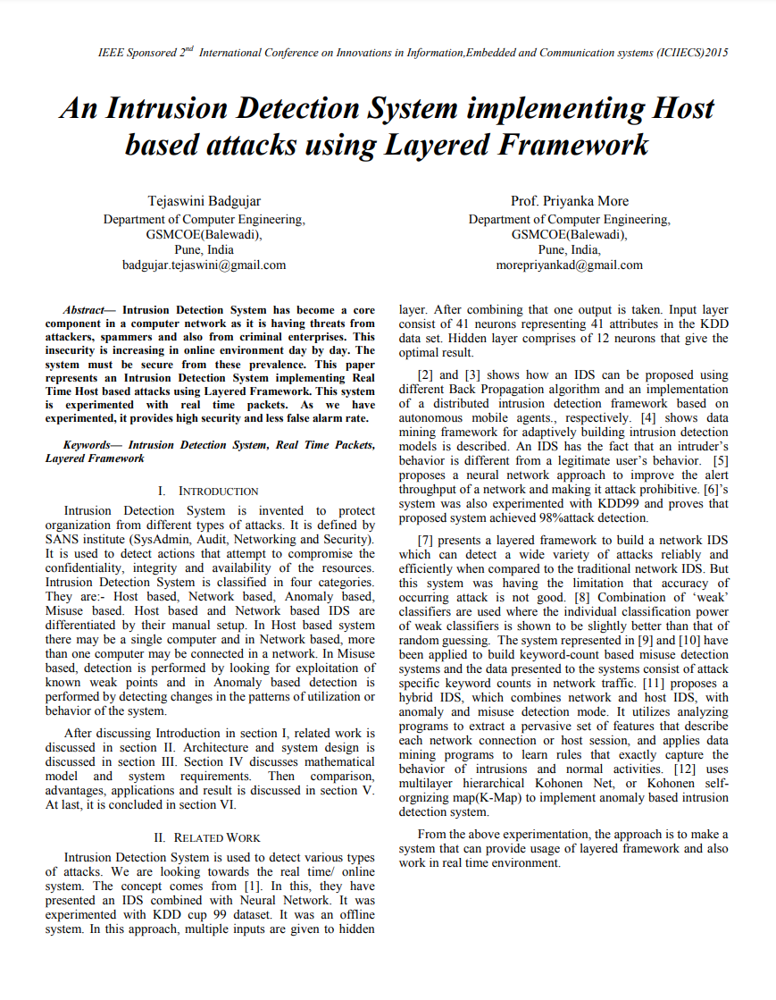 IEEE Sponsored 2nd International Conference on Innovations in Information,Embedded and Communication systems (ICIIECS)2015
An Intrusion Detection System implementing Host
based attacks using Layered Framework
Tejaswini Badgujar
Department of Computer Engineering,
GSMCOE(Balewadi),
Pune, India
badgujar.tejaswini@gmail.com
Prof. Priyanka More
Department of Computer Engineering,
GSMCOE(Balewadi),
Pune, India,
morepriyankad@gmail.com
Abstract— Intrusion Detection System has become a core
component in a computer network as it is having threats from
attackers, spammers and also from criminal enterprises. This
insecurity is increasing in online environment day by day. The
system must be secure from these prevalence. This paper
represents an Intrusion Detection System implementing Real
Time Host based attacks using Layered Framework. This system
is experimented with real time packets. As we have
experimented, it provides high security and less false alarm rate.
Keywords— Intrusion Detection System, Real Time Packets,
Layered Framework
I. INTRODUCTION
Intrusion Detection System is invented to protect
organization from different types of attacks. It is defined by
SANS institute (SysAdmin, Audit, Networking and Security).
It is used to detect actions that attempt to compromise the
confidentiality, integrity and availability of the resources.
Intrusion Detection System is classified in four categories.
They are:- Host based, Network based, Anomaly based,
Misuse based. Host based and Network based IDS are
differentiated by their manual setup. In Host based system
there may be a single computer and in Network based, more
than one computer may be connected in a network. In Misuse
based, detection is performed by looking for exploitation of
known weak points and in Anomaly based detection is
performed by detecting changes in the patterns of utilization or
behavior of the system.
After discussing Introduction in section I, related work is
discussed in section II. Architecture and system design is
discussed in section III. Section IV discusses mathematical
model and system requirements. Then comparison,
advantages, applications and result is discussed in section V.
At last, it is concluded in section VI.
II. RELATED WORK
Intrusion Detection System is used to detect various types
of attacks. We are looking towards the real time/ online
system. The concept comes from [1]. In this, they have
presented an IDS combined with Neural Network. It was
experimented with KDD cup 99 dataset. It was an offline
system. In this approach, multiple inputs are given to hidden
layer. After combining that one output is taken. Input layer
consist of 41 neurons representing 41 attributes in the KDD
data set. Hidden layer comprises of 12 neurons that give the
optimal result.
[2] and [3] shows how an IDS can be proposed using
different Back Propagation algorithm and an implementation
of a distributed intrusion detection framework based on
autonomous mobile agents., respectively. [4] shows data
mining framework for adaptively building intrusion detection
models is described. An IDS has the fact that an intruder's
behavior is different from a legitimate user's behavior. [5]
proposes a neural network approach to improve the alert
throughput of a network and making it attack prohibitive. [6]'s
system was also experimented with KDD99 and proves that
proposed system achieved 98%attack detection.
[7] presents a layered framework to build a network IDS
which can detect a wide variety of attacks reliably and
efficiently when compared to the traditional network IDS. But
this system was having the limitation that accuracy of
occurring attack is not good. [8] Combination of 'weak'
classifiers are used where the individual classification power
of weak classifiers is shown to be slightly better than that of
random guessing. The system represented in [9] and [10] have
been applied to build keyword-count based misuse detection
systems and the data presented to the systems consist of attack
specific keyword counts in network traffic. [11] proposes a
hybrid IDS, which combines network and host IDS, with
anomaly and misuse detection mode. It utilizes analyzing
programs to extract a pervasive set of features that describe
each network connection or host session, and applies data
mining programs to learn rules that exactly capture the
behavior of intrusions and normal activities. [12] uses
multilayer hierarchical Kohonen Net, or Kohonen self-
orgnizing map(K-Map) to implement anomaly based intrusion
detection system.
From the above experimentation, the approach is to make a
system that can provide usage of layered framework and also
work in real time environment.